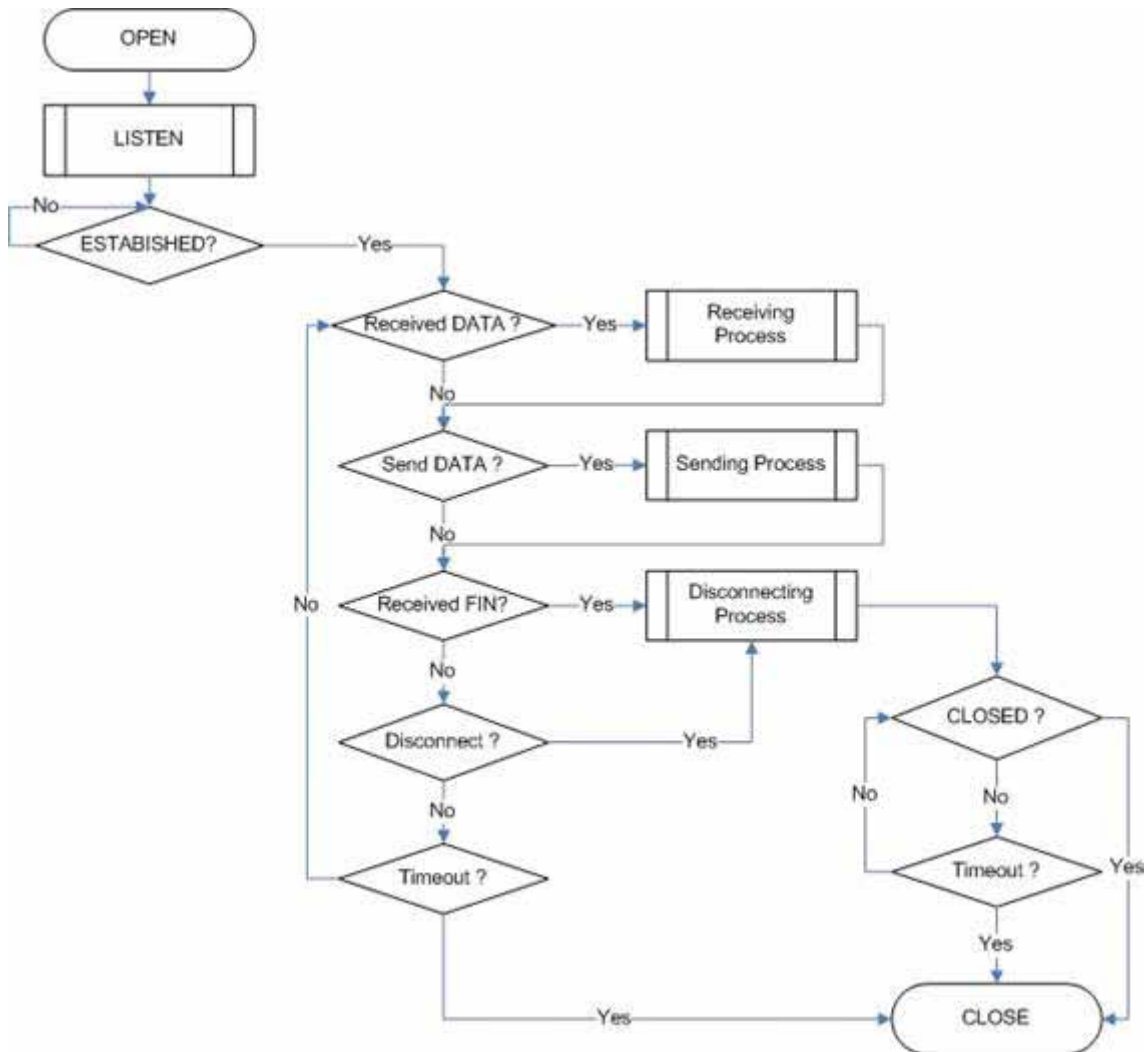 OPEN
LISTEN
No
ESTABISHED?
Yes
Received DATA ?
Yes
Receiving
Process
No
Send DATA ?
Yes
Sending Process
No
No
Received FIN?
Yes
Disconnecting
Process
No
Disconnect ?
Yes
CLOSED ?
No
No
No
Timeout ?
Timeout ?
Yes
Yes
Yes
CLOSE